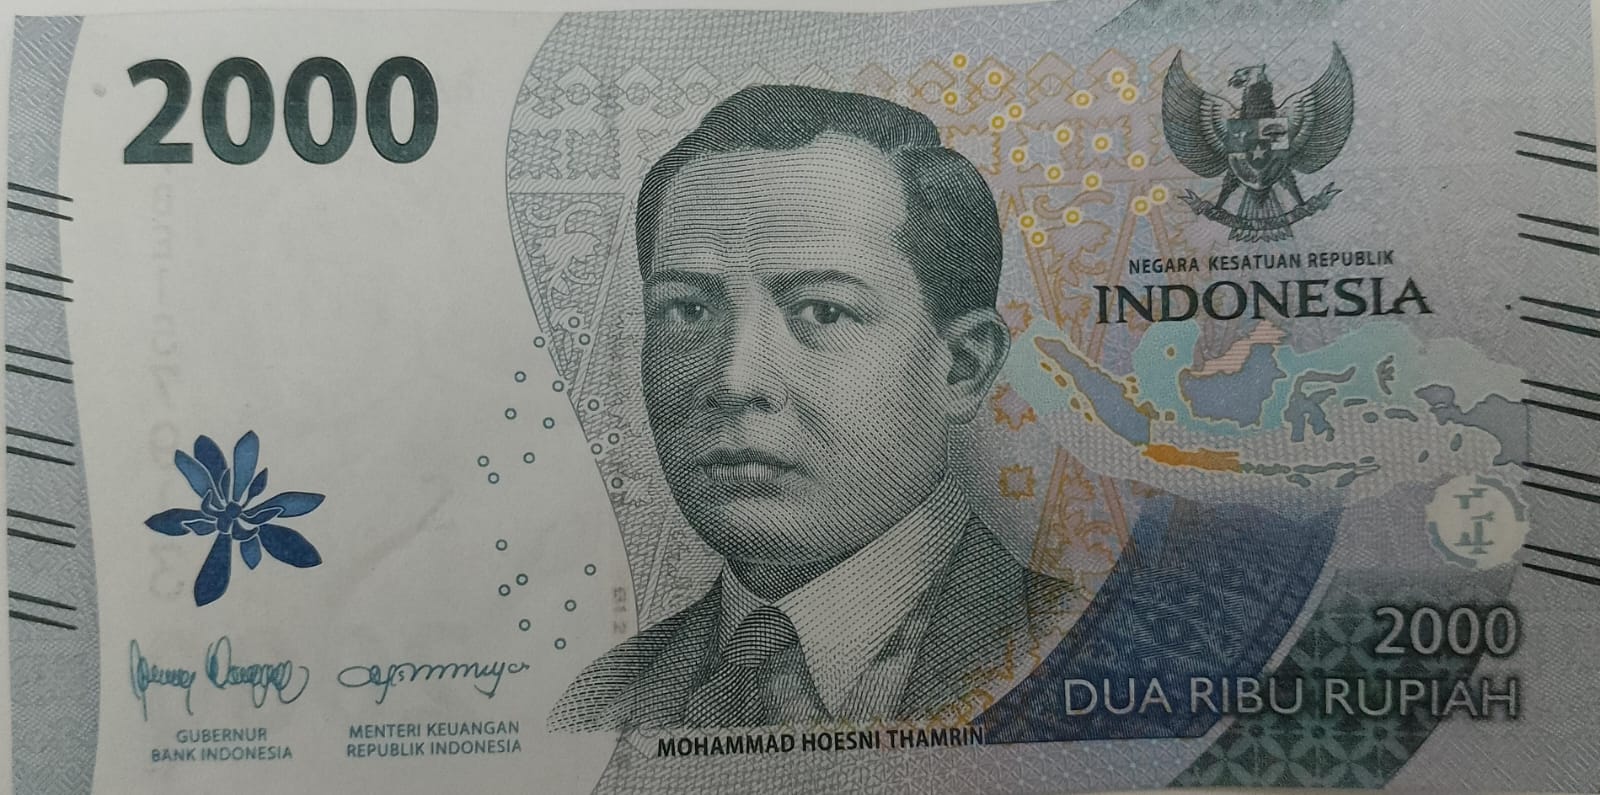 2000
NEGARA KESATUAN REPUBLIK
INDONESIA
GUBERNUR
BANK INDONESIA
MENTERI KEUANGAN
REPUBLIK INDONESIA
MOHAMMAD HOESNI THAMRIN
2000
DUA RIBU RUPIAH